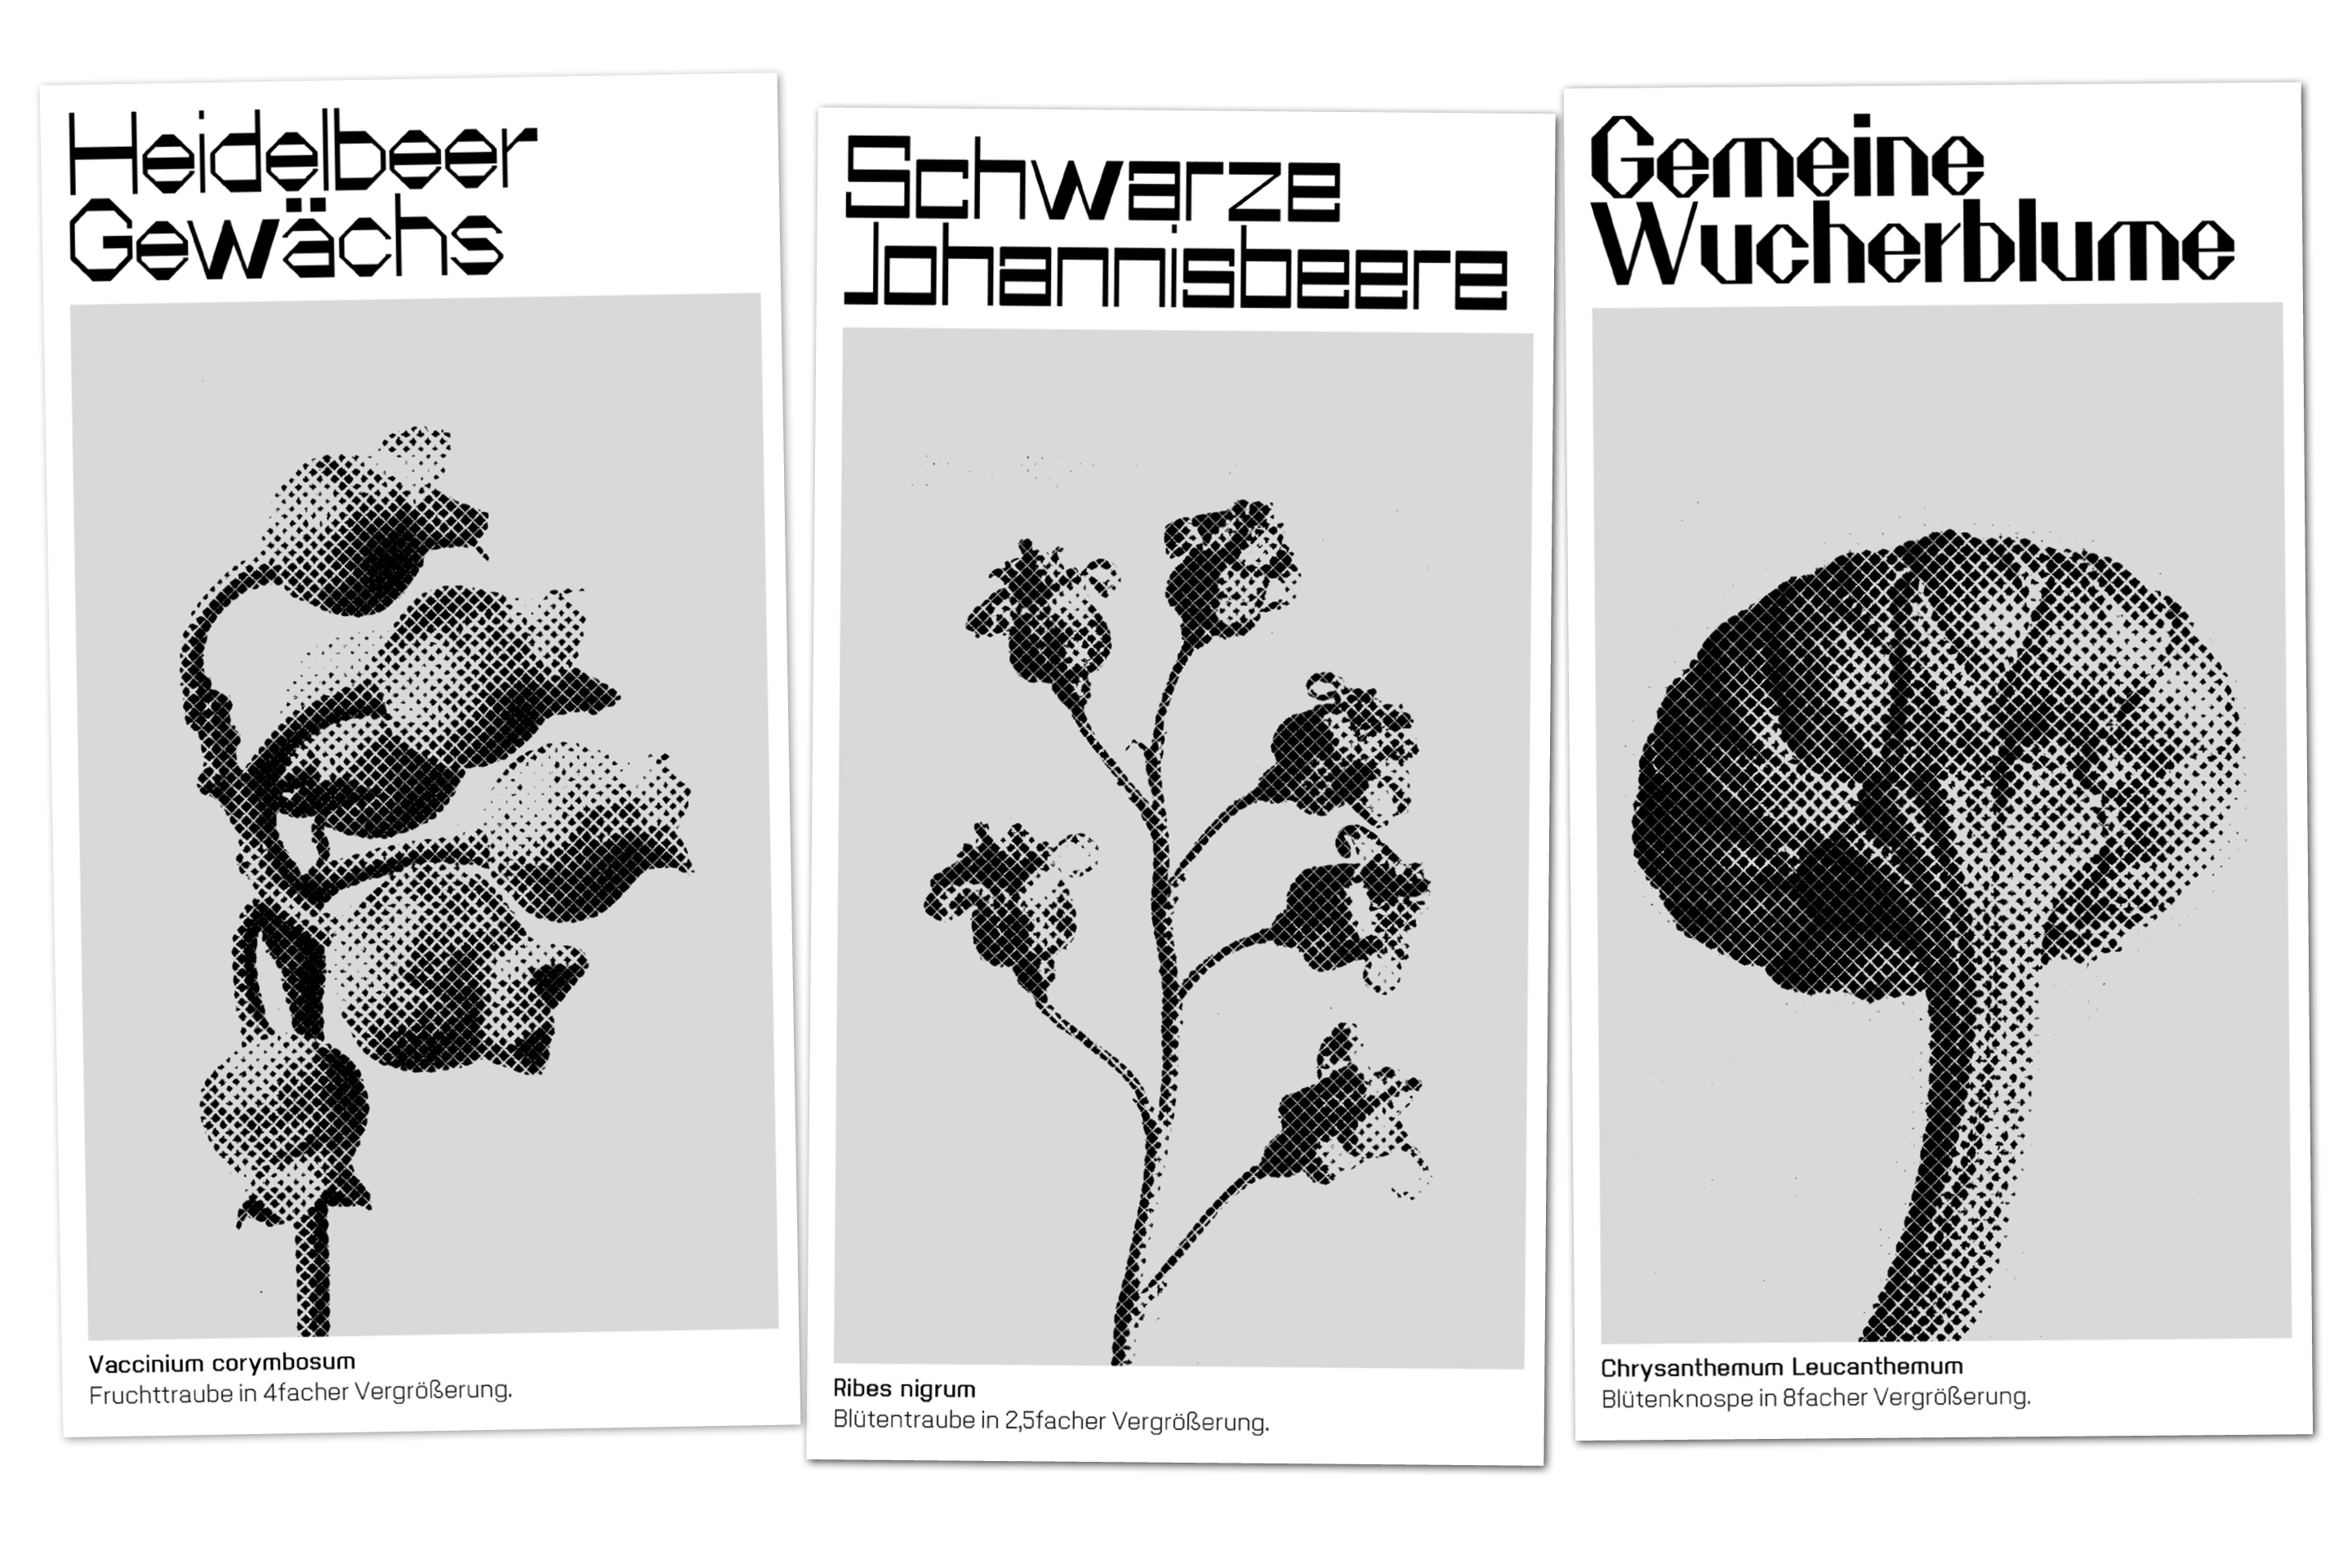 Heidelbeer
Gewächs
Vaccinium corymbosum
Fruchttraube in 4facher Vergrößerung.
Schwarze
Johannisbeere
Ribes nigrum
Blütentraube in 2,5facher Vergrößerung.
Gemeine
Wucherblume
Chrysanthemum Leucanthemum
Blütenknospe in 8facher Vergrößerung.